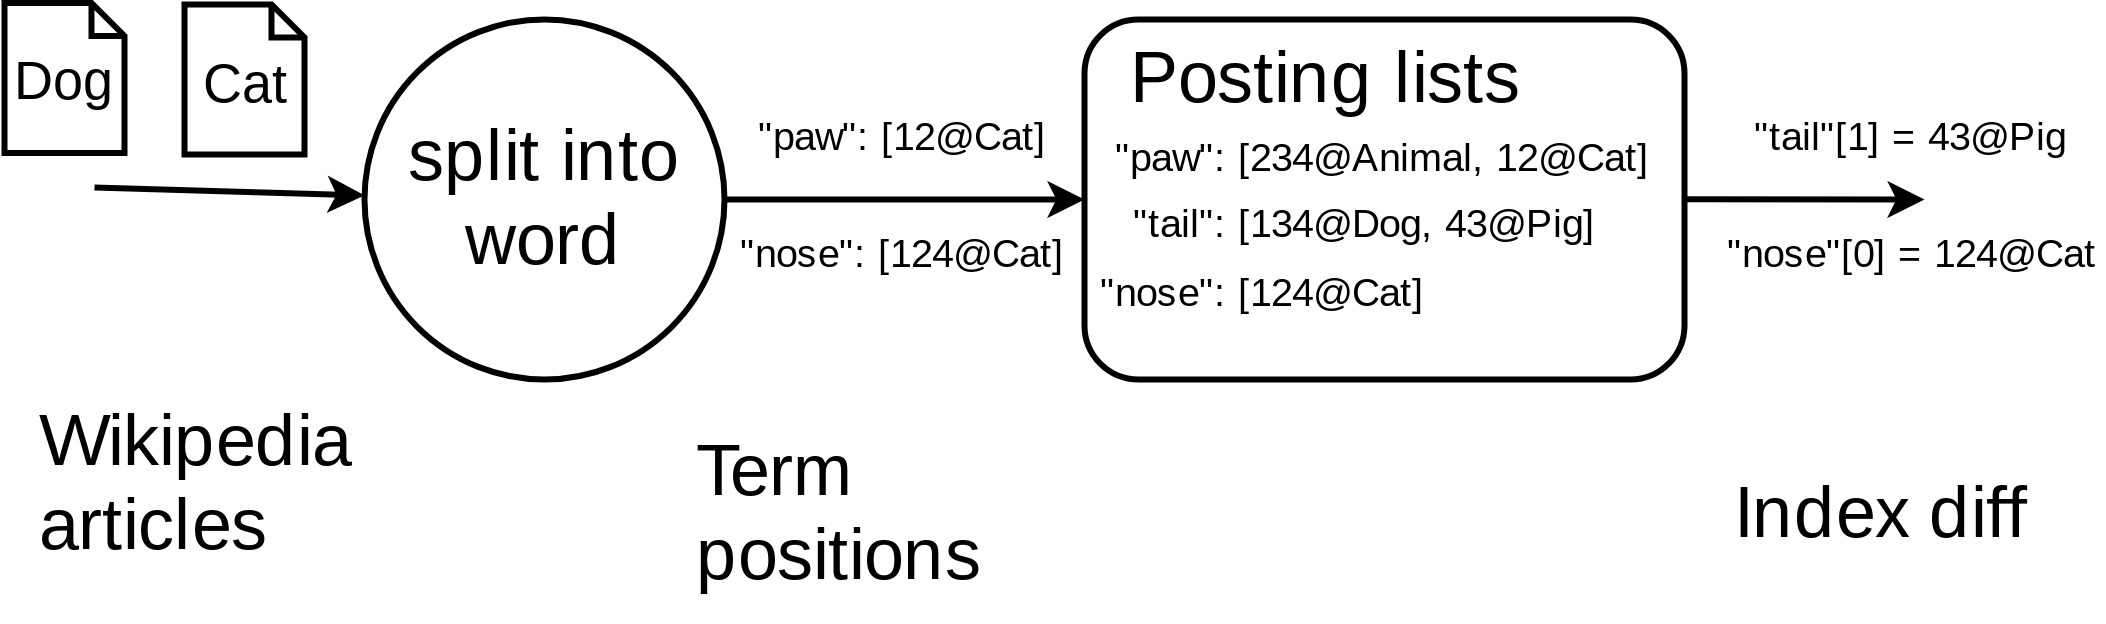 Dog
Cat
split into
word
"paw": [12@Cat]
"nose": [124@Cat]
Posting lists
"paw": [234@Animal, 12@Cat]
"tail": [134@Dog, 43@Pig]
"nose": [124@Cat]
"tail"[1] = 43@Pig
"nose"[0] = 124@Cat
Wikipedia
articles
Term
positions
Index diff